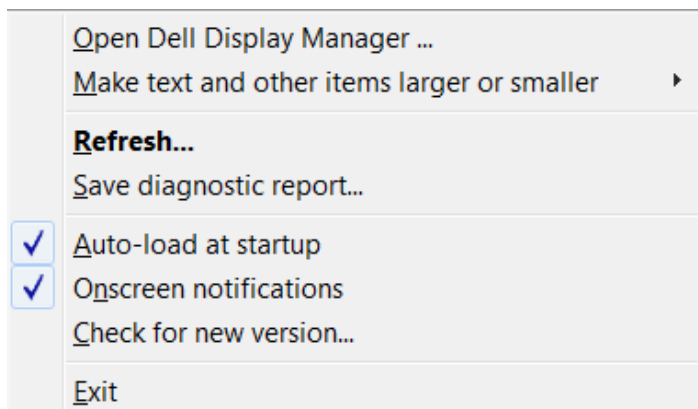 Open Dell Display Manager ...
Make text and other items larger or smaller
Refresh...
Save diagnostic report...
Auto-load at startup
Onscreen notifications
Check for new version...
Exit